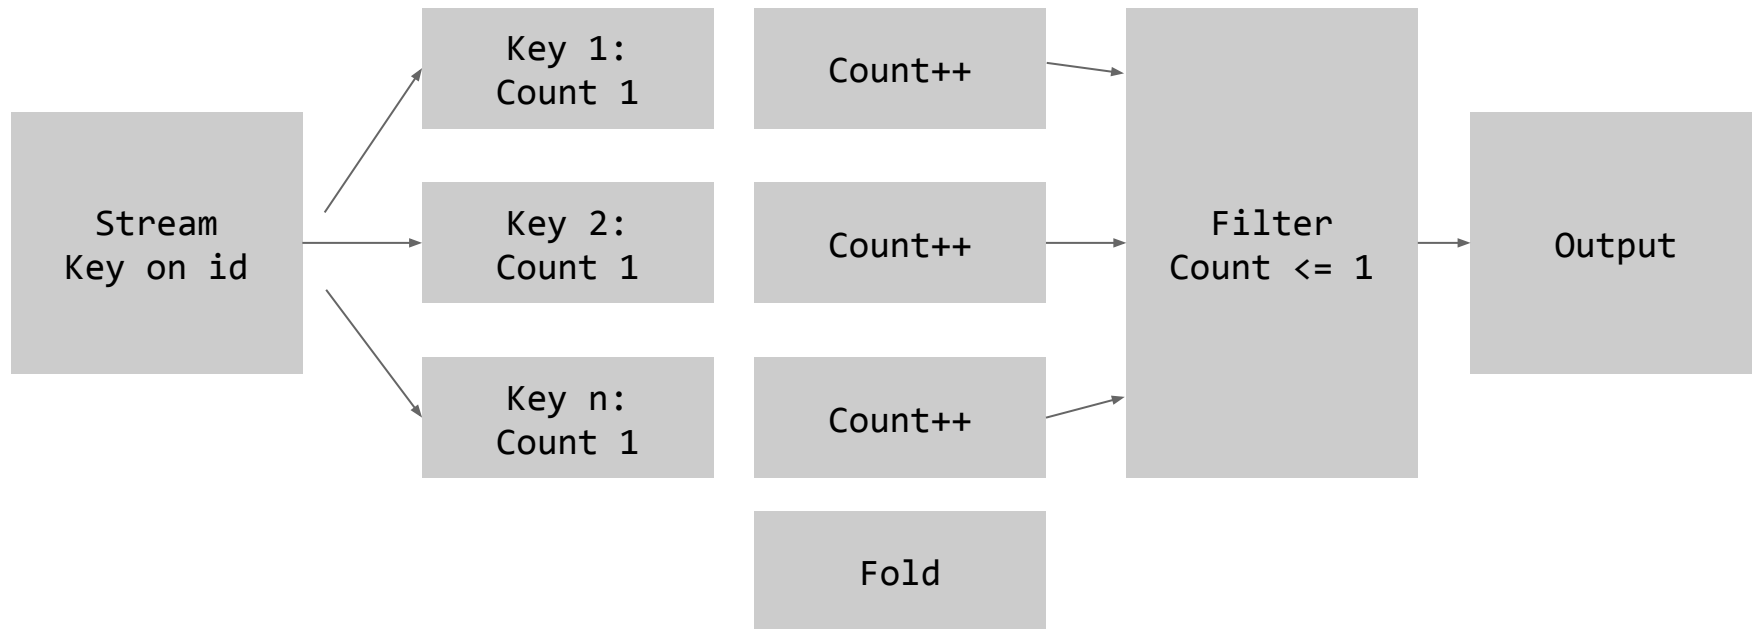 Stream
Key on id
Key 1:
Count 1
Key 2:
Count 1
Key n:
Count 1
Count++
Count++
Count++
Fold
Filter
Count <= 1
Output